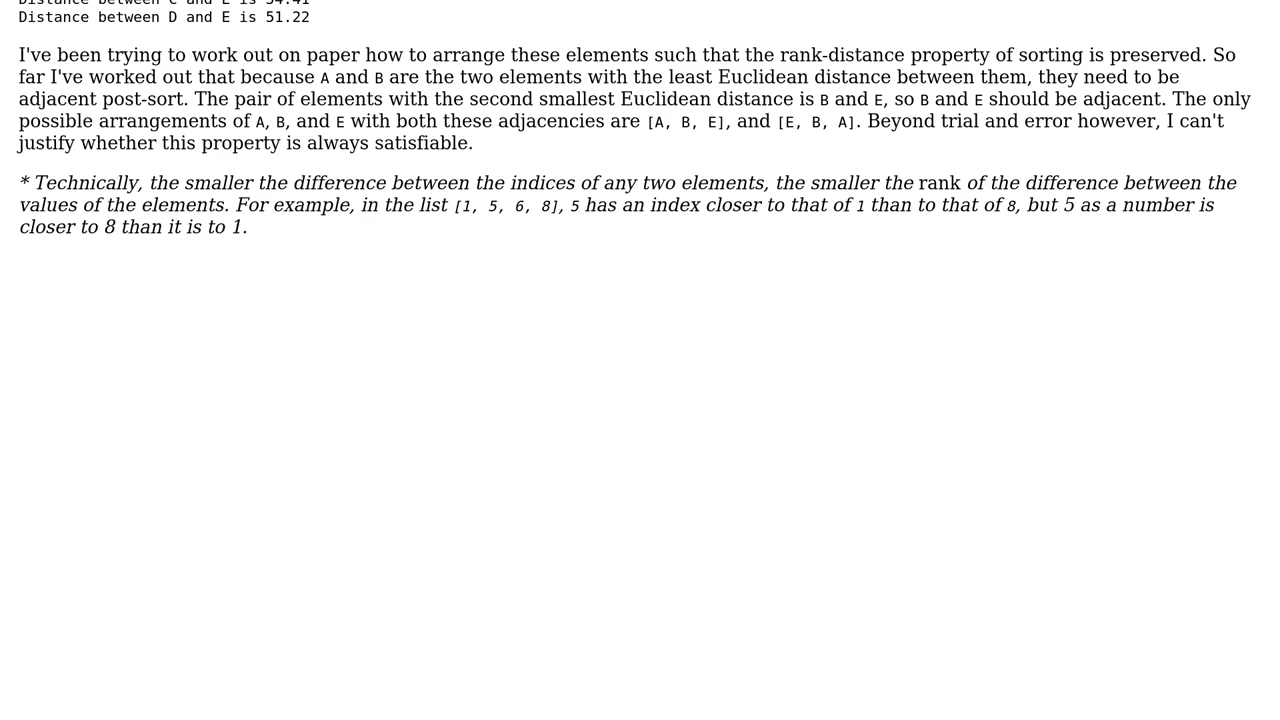 Distance between C and E is 54.41
Distance between D and E is 51.22
I've been trying to work out on paper how to arrange these elements such that the rank-distance property of sorting is preserved. So
far I've worked out that because A and B are the two elements with the least Euclidean distance between them, they need to be
adjacent post-sort. The pair of elements with the second smallest Euclidean distance is B and E, so B and E should be adjacent. The only
possible arrangements of A, B, and E with both these adjacencies are [A, B, E], and [E, B, A]. Beyond trial and error however, I can't
justify whether this property is always satisfiable.
* Technically, the smaller the difference between the indices of any two elements, the smaller the rank of the difference between the
values of the elements. For example, in the list [1, 5, 6, 8], 5 has an index closer to that of 1 than to that of 8, but 5 as a number is
closer to 8 than it is to 1.